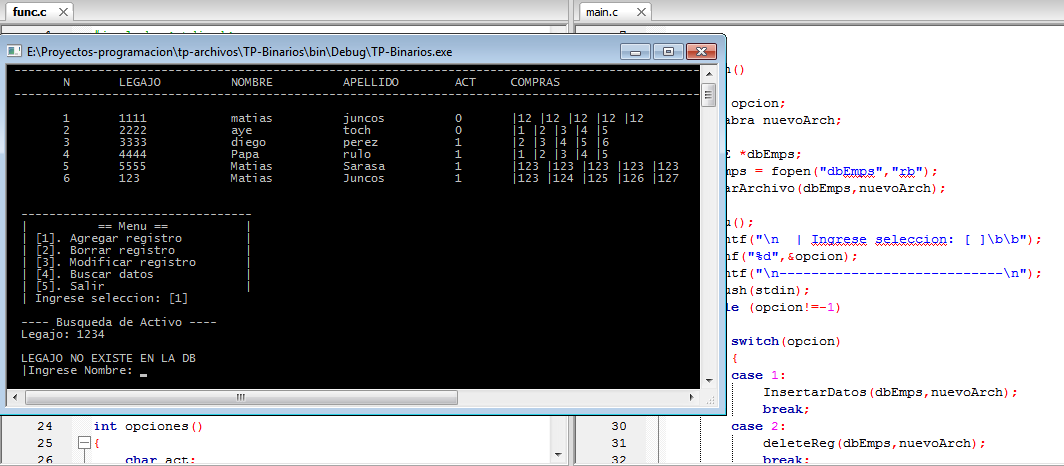 func.c
main.c
E:\Proyectos-programacion\tp-archivos\TP-Binarios\bin\Debug\TP-Binarios.exe
N LEGAJO NOMBRE APELLIDO ACT COMPRAS
1 1111 matias juncos 0 |12 |12 |12 |12 |12
2 2222 aye toch 0 |1 |2 |3 |4 |5
3 3333 diego perez 1 |2 |3 |4 |5 |6
4 4444 Papa rulo 1 |1 |2 |3 |4 |5
5 5555 Matias Sarasa 1 |123 |123 |123 |123 |123
6 123 Matias Juncos 1 |123 |124 |125 |126 |127
----------------------------------
| == Menu == |
| [1]. Agregar registro |
| [2]. Borrar registro |
| [3]. Modificar registro |
| [4]. Buscar datos |
| [5]. Salir |
| Ingrese seleccion: [1]
---- Busqueda de Activo ----
Legajo: 1234
LEGAJO NO EXISTE EN LA DB
|Ingrese Nombre: _
24 int opciones()
25 {
26 char act;
()
opcion;
abra nuevoArch;
E *dbEmps;
mps = fopen("dbEmps","rb");
arArchivo(dbEmps,nuevoArch);
u();
ntf("\n | Ingrese seleccion: [ ]\b\b");
nf("%d",&opcion);
ntf("\n----------------------------\n");
ush(stdin);
le (opcion!=-1)
switch(opcion)
{
case 1:
InsertarDatos(dbEmps,nuevoArch);
break;
30 case 2:
31 deleteReg(dbEmps,nuevoArch);
32 break;